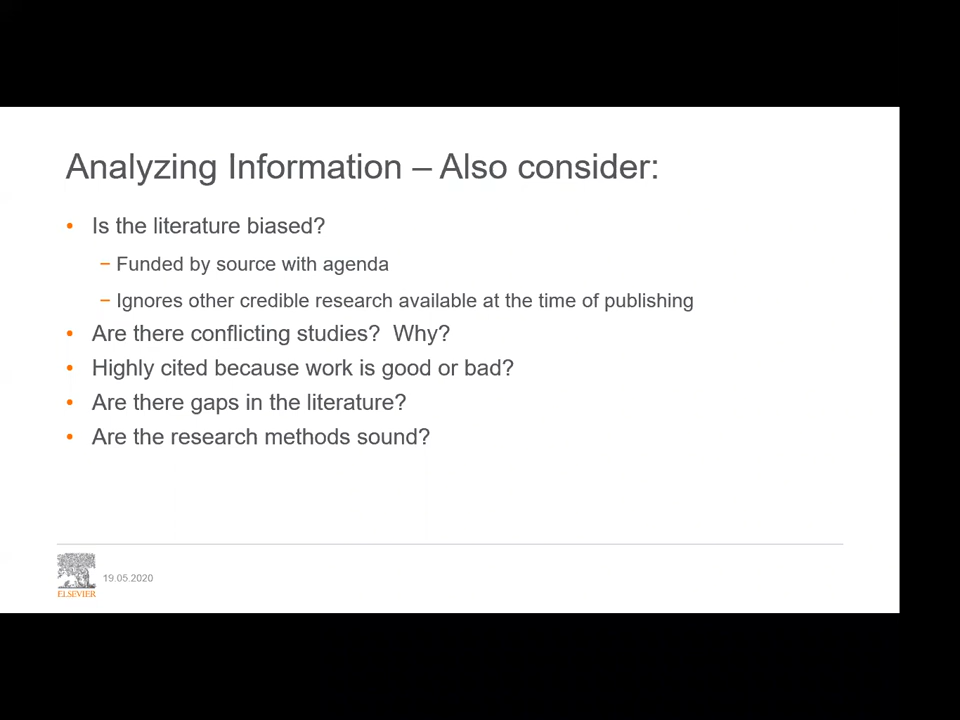 Analyzing Information – Also consider:
• Is the literature biased?
– Funded by source with agenda
– Ignores other credible research available at the time of publishing
• Are there conflicting studies?  Why?
• Highly cited because work is good or bad?
• Are there gaps in the literature?
• Are the research methods sound?
19.05.2020
ELSEVIER